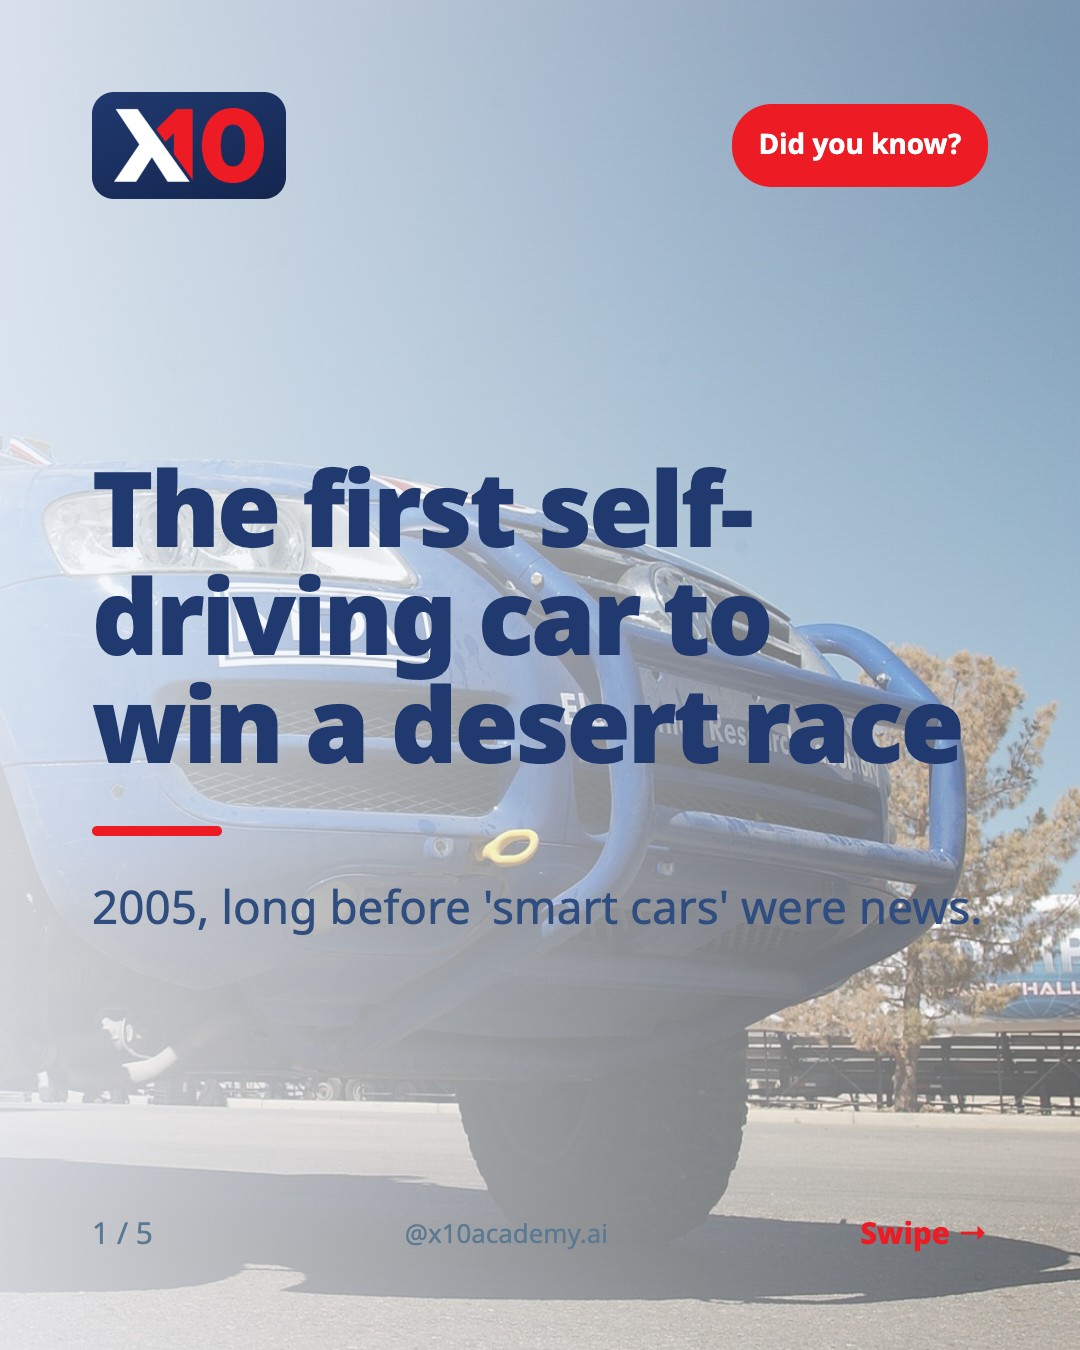 X10
Did you know?
The first self-
driving car to
win a desert race
2005, long before 'smart cars' were news.
1 / 5
@x10academy.ai
Swipe →